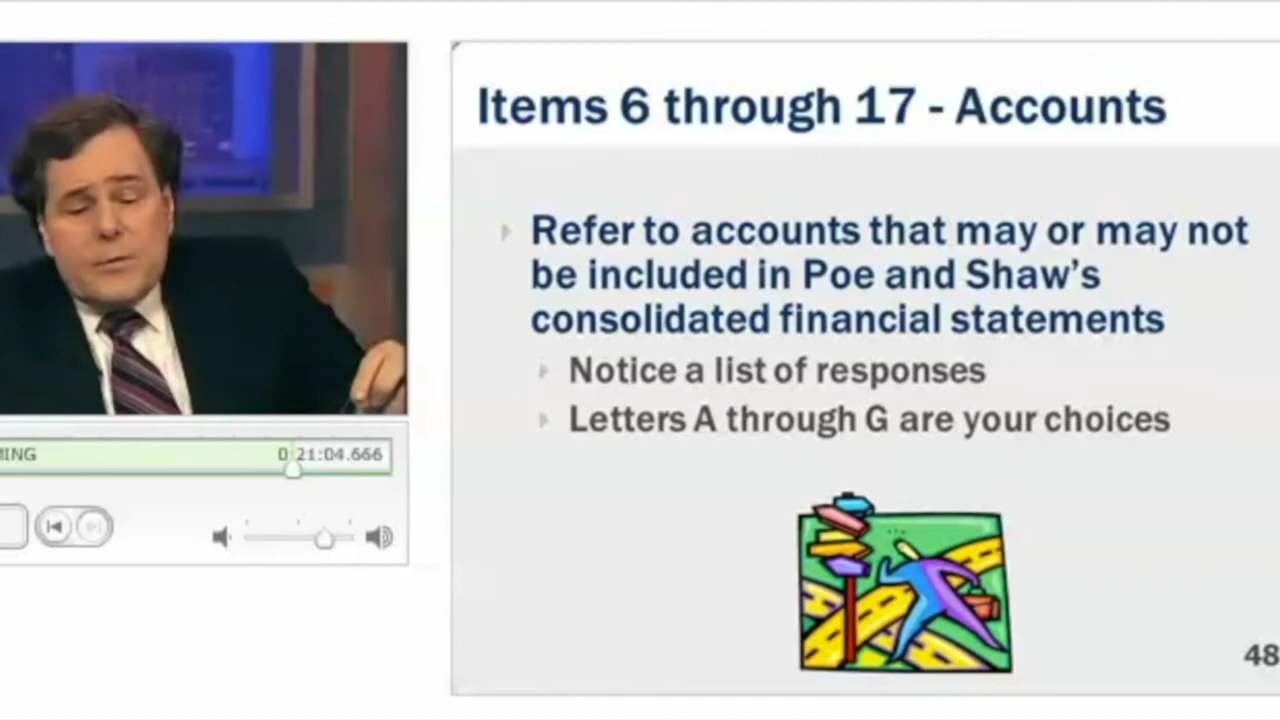 Items 6 through 17 - Accounts
Refer to accounts that may or may not
be included in Poe and Shaw's
consolidated financial statements
Notice a list of responses
Letters A through G are your choices
MING
0:21:04.666
48